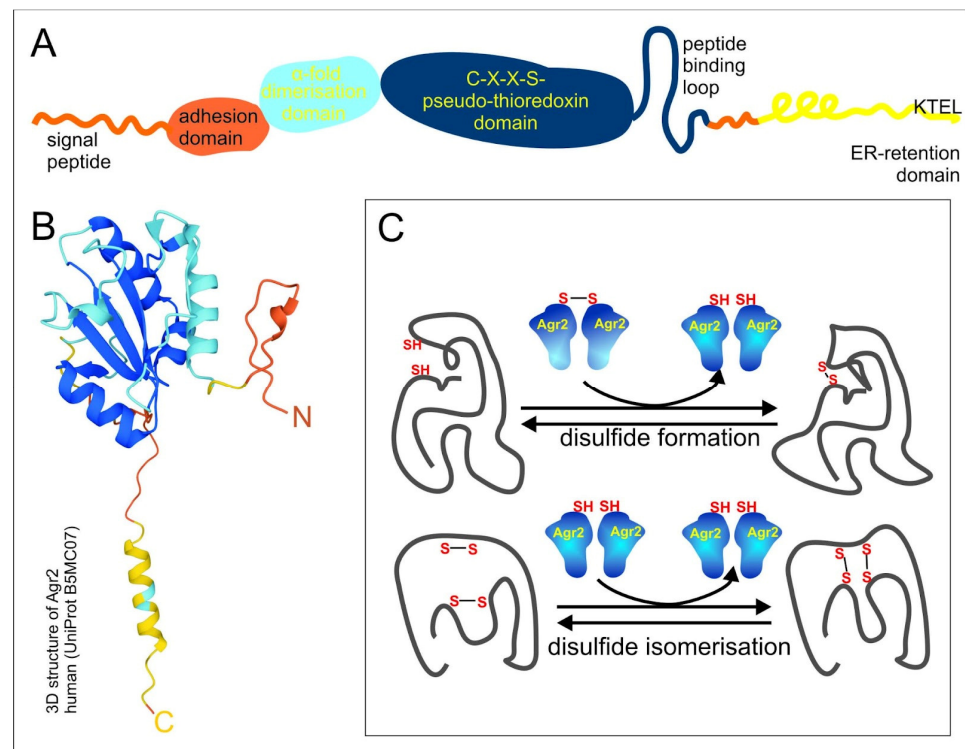 A
signal
peptide
adhesion
domain
α-fold
dimerisation
domain
C-X-X-S-
pseudo-thioredoxin
domain
peptide
binding
loop
KTEL
ER-retention
domain
B
N
C
3D structure of Agr2
human (UniProt B5MC07)
C
SH
SH
S S
Agr2 Agr2
SH SH
Agr2 Agr2
S
S
disulfide formation
S S
S S
SH SH
Agr2 Agr2
SH SH
Agr2 Agr2
S S
S S
disulfide isomerisation